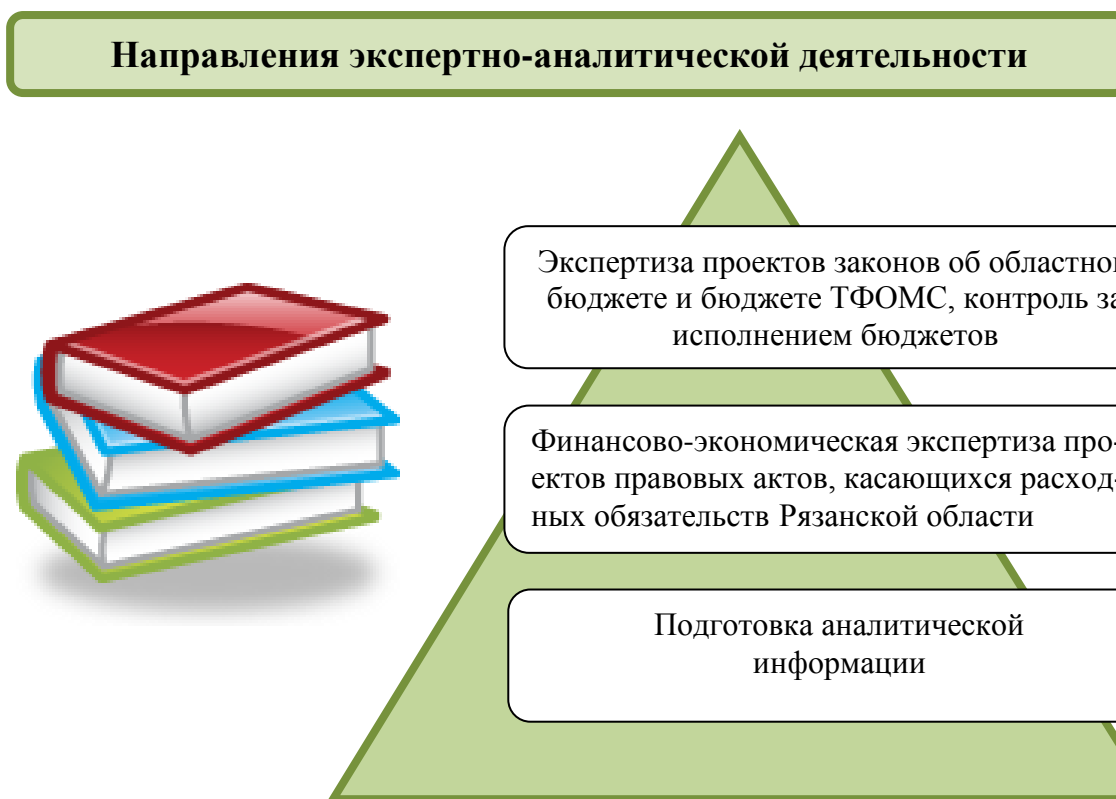 Направления экспертно-аналитической деятельности
Экспертиза проектов законов об областном
бюджете и бюджете ТФОМС, контроль за
исполнением бюджетов
Финансово-экономическая экспертиза про-
ектов правовых актов, касающихся расход-
ных обязательств Рязанской области
Подготовка аналитической
информации